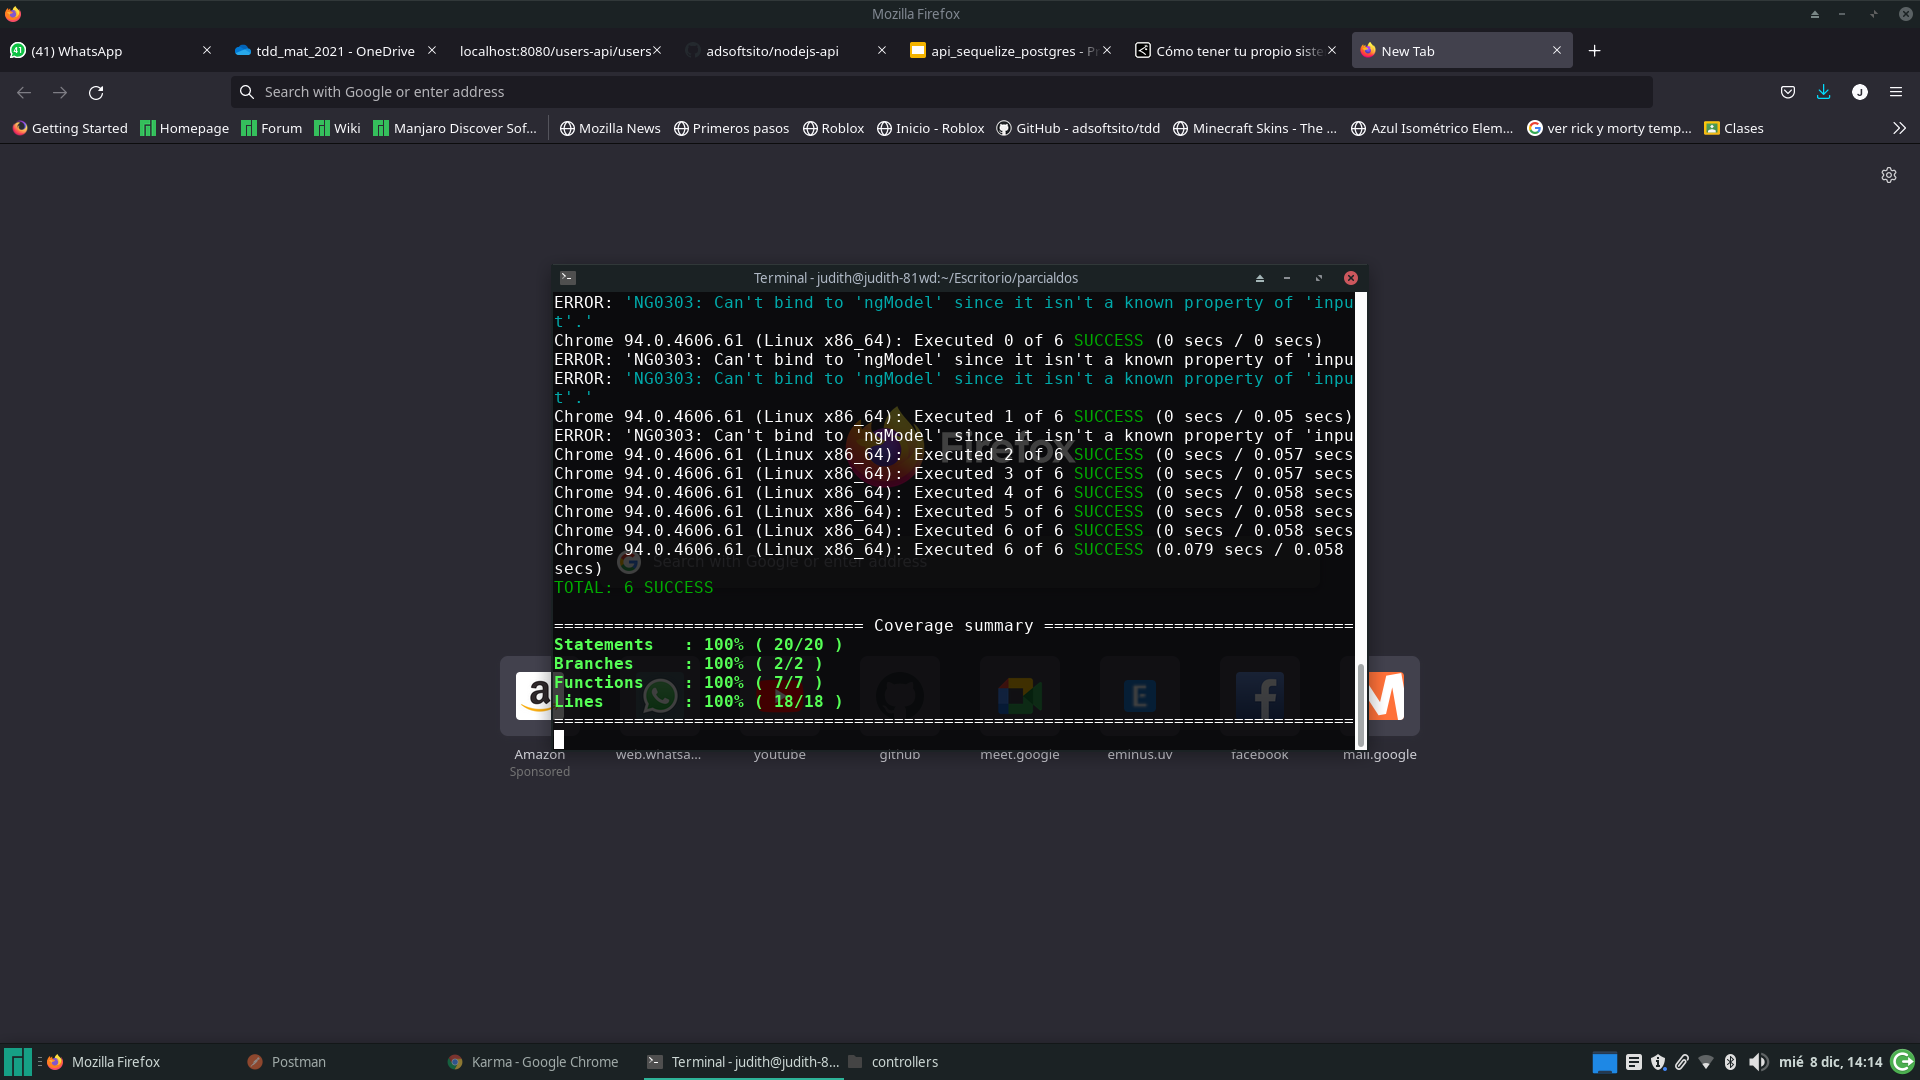 Mozilla Firefox
(41) WhatsApp
tdd_mat_2021 - OneDrive
localhost:8080/users-api/users
adsoftsito/nodejs-api
api_sequelize_postgres - Pr
Cómo tener tu propio siste
New Tab
Search with Google or enter address
J
Getting Started
Homepage
Forum
Wiki
Manjaro Discover Sof...
Mozilla News
Primeros pasos
Roblox
Inicio - Roblox
GitHub - adsoftsito/tdd
Minecraft Skins - The ...
Azul Isométrico Elem...
ver rick y morty temp...
Clases
Terminal - judith@judith-81wd:~/Escritorio/parcialdos
ERROR: 'NG0303: Can't bind to 'ngModel' since it isn't a known property of 'inpu
t'.'
Chrome 94.0.4606.61 (Linux x86_64): Executed 0 of 6 SUCCESS (0 secs / 0 secs)
ERROR: 'NG0303: Can't bind to 'ngModel' since it isn't a known property of 'inpu
ERROR: 'NG0303: Can't bind to 'ngModel' since it isn't a known property of 'inpu
t'.'
Chrome 94.0.4606.61 (Linux x86_64): Executed 1 of 6 SUCCESS (0 secs / 0.05 secs)
ERROR: 'NG0303: Can't bind to 'ngModel' since it isn't a known property of 'inpu
Chrome 94.0.4606.61 (Linux x86_64): Executed 2 of 6 SUCCESS (0 secs / 0.057 secs
Chrome 94.0.4606.61 (Linux x86_64): Executed 3 of 6 SUCCESS (0 secs / 0.057 secs
Chrome 94.0.4606.61 (Linux x86_64): Executed 4 of 6 SUCCESS (0 secs / 0.058 secs
Chrome 94.0.4606.61 (Linux x86_64): Executed 5 of 6 SUCCESS (0 secs / 0.058 secs
Chrome 94.0.4606.61 (Linux x86_64): Executed 6 of 6 SUCCESS (0 secs / 0.058 secs
Chrome 94.0.4606.61 (Linux x86_64): Executed 6 of 6 SUCCESS (0.079 secs / 0.058
secs)
TOTAL: 6 SUCCESS
=============================== Coverage summary ===============================
Statements   : 100% ( 20/20 )
Branches     : 100% ( 2/2 )
Functions    : 100% ( 7/7 )
Lines        : 100% ( 18/18 )
================================================================================
Firefox
Search with Google or enter address
Amazon
Sponsored
web.whatsa...
youtube
github
meet.google
eminus.uv
facebook
mail.google
Mozilla Firefox
Postman
Karma - Google Chrome
Terminal - judith@judith-8...
controllers
mié 8 dic, 14:14